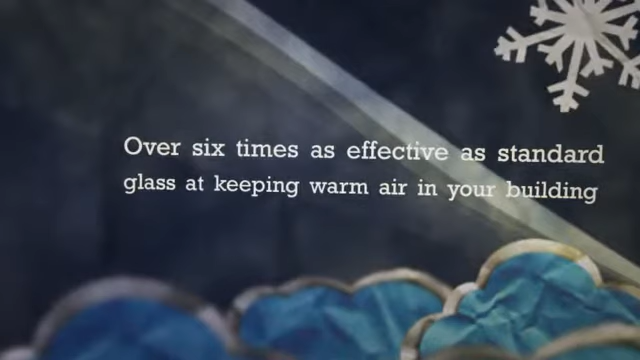 Over six times as effective as standard
glass at keeping warm air in your building